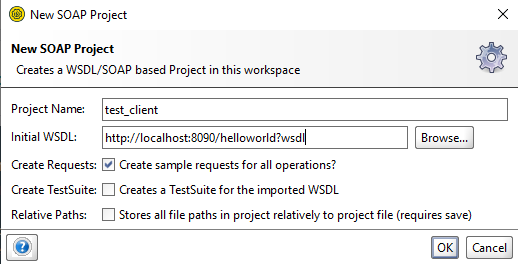 New SOAP Project
New SOAP Project
Creates a WSDL/SOAP based Project in this workspace
Project Name: test_client
Initial WSDL: http://localhost:8090/helloworld?wsdl Browse...
Create Requests: Create sample requests for all operations?
Create TestSuite: Creates a TestSuite for the imported WSDL
Relative Paths: Stores all file paths in project relatively to project file (requires save)
? OK Cancel